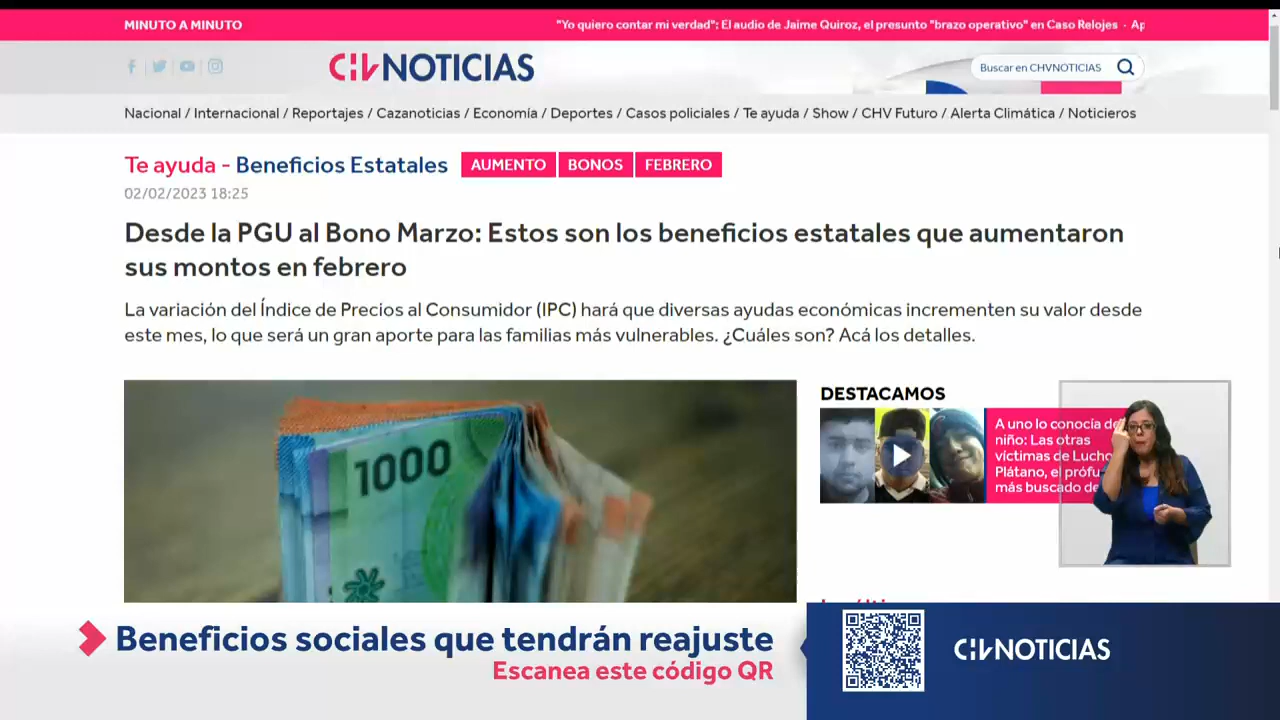 MINUTO A MINUTO
"Yo quiero contar mi verdad": El audio de Jaime Quiroz, el presunto "brazo operativo" en Caso Relojes · Ap
CHV NOTICIAS
Buscar en CHVNOTICIAS
Nacional / Internacional / Reportajes / Cazanoticias / Economía / Deportes / Casos policiales / Te ayuda / Show / CHV Futuro / Alerta Climática / Noticieros
Te ayuda - Beneficios Estatales AUMENTO BONOS FEBRERO
02/02/2023 18:25
Desde la PGU al Bono Marzo: Estos son los beneficios estatales que aumentaron
sus montos en febrero
La variación del Índice de Precios al Consumidor (IPC) hará que diversas ayudas económicas incrementen su valor desde
este mes, lo que será un gran aporte para las familias más vulnerables. ¿Cuáles son? Acá los detalles.
1000
DESTACAMOS
A uno lo conocía de
niño: Las otras
víctimas de Lucho
Plátano, el prófu
más buscado de
Beneficios sociales que tendrán reajuste
Escanea este código QR
CHV NOTICIAS